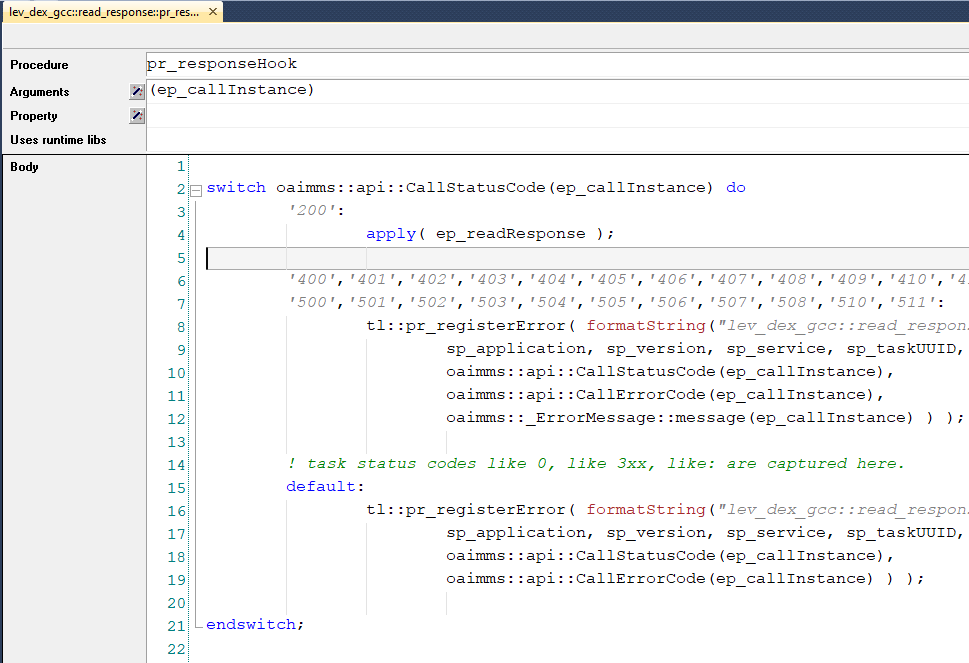 lev_dex_gcc::read_response::pr_res... ×
Procedure pr_responseHook
Arguments (ep_callInstance)
Property
Uses runtime libs
Body
1
2 switch oaimms::api::CallStatusCode(ep_callInstance) do
3 '200':
4 apply( ep_readResponse );
5
6 '400','401','402','403','404','405','406','407','408','409','410','4
7 '500','501','502','503','504','505','506','507','508','510','511':
8 tl::pr_registerError( formatString("lev_dex_gcc::read_respon
9 sp_application, sp_version, sp_service, sp_taskUUID,
10 oaimms::api::CallStatusCode(ep_callInstance),
11 oaimms::api::CallErrorCode(ep_callInstance),
12 oaimms::_ErrorMessage::message(ep_callInstance) ) );
13
14 ! task status codes like 0, like 3xx, like: are captured here.
15 default:
16 tl::pr_registerError( formatString("lev_dex_gcc::read_respon
17 sp_application, sp_version, sp_service, sp_taskUUID,
18 oaimms::api::CallStatusCode(ep_callInstance),
19 oaimms::api::CallErrorCode(ep_callInstance) ) );
20
21 endswitch;
22